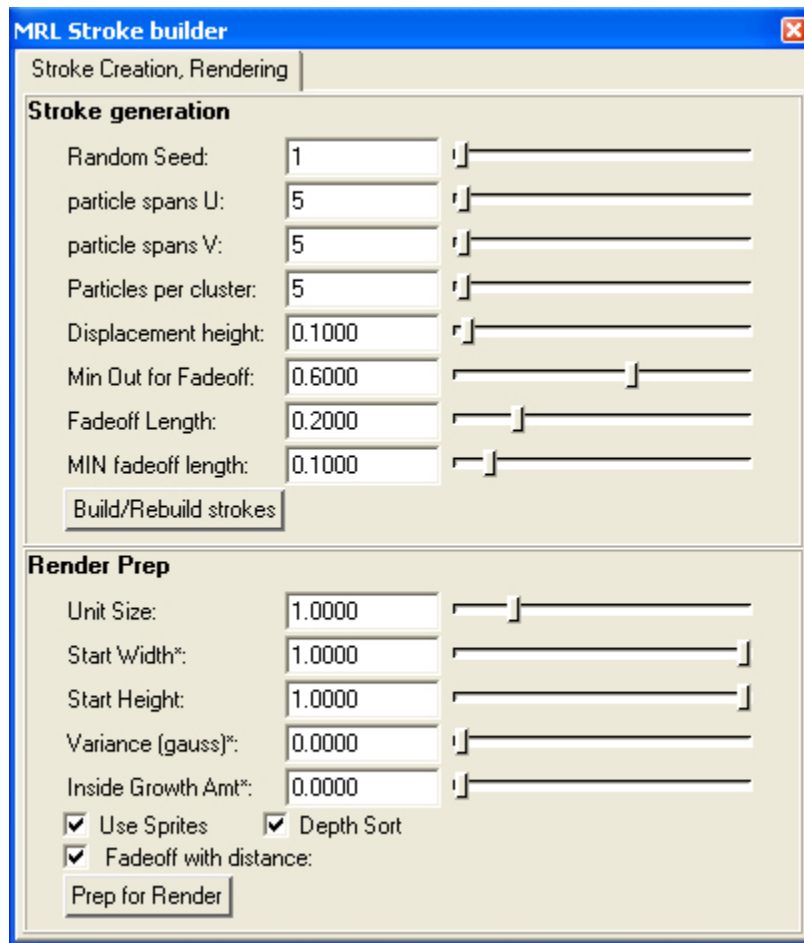 MRL Stroke builder
Stroke Creation, Rendering
Stroke generation
Random Seed: 1
particle spans U: 5
particle spans V: 5
Particles per cluster: 5
Displacement height: 0.1000
Min Out for Fadeoff: 0.6000
Fadeoff Length: 0.2000
MIN fadeoff length: 0.1000
Build/Rebuild strokes
Render Prep
Unit Size: 1.0000
Start Width*: 1.0000
Start Height: 1.0000
Variance (gauss)*: 0.0000
Inside Growth Amt*: 0.0000
Use Sprites Depth Sort
Fadeoff with distance:
Prep for Render